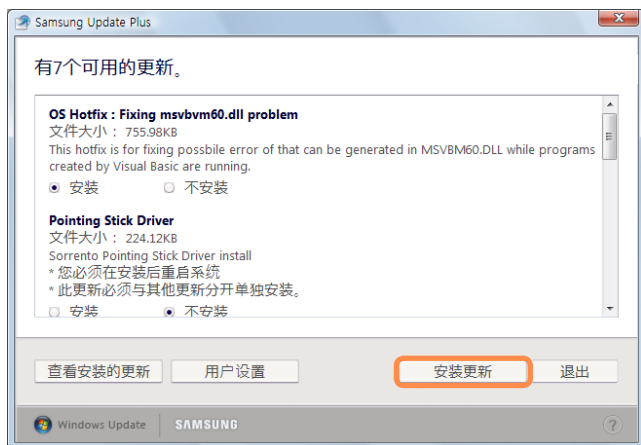 Samsung Update Plus
有7个可用的更新。
OS Hotfix : Fixing msvbvm60.dll problem
文件大小 : 755.98KB
This hotfix is for fixing possbile error of that can be generated in MSVBM60.DLL while programs
created by Visual Basic are running.
安装 不安装
Pointing Stick Driver
文件大小 : 224.12KB
Sorrento Pointing Stick Driver install
* 您必须在安装后重启系统
* 此更新必须与其他更新分开单独安装。
安装 不安装
查看安装的更新 用户设置 安装更新 退出
Windows Update SAMSUNG ?